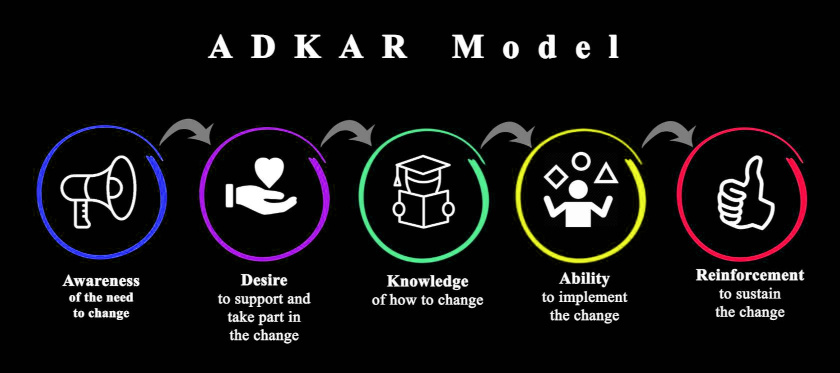 ADKAR Model
Awareness
of the need
to change
Desire
to support and
take part in
the change
Knowledge
of how to change
Ability
to implement
the change
Reinforcement
to sustain
the change